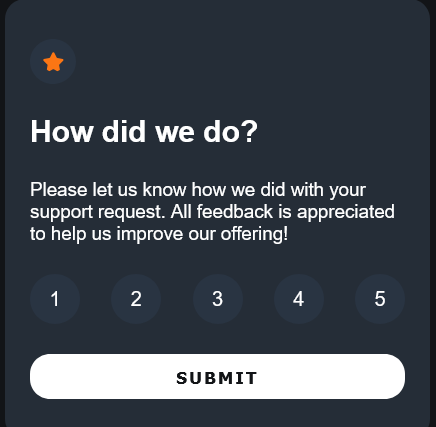 How did we do?
Please let us know how we did with your
support request. All feedback is appreciated
to help us improve our offering!
1 2 3 4 5
SUBMIT